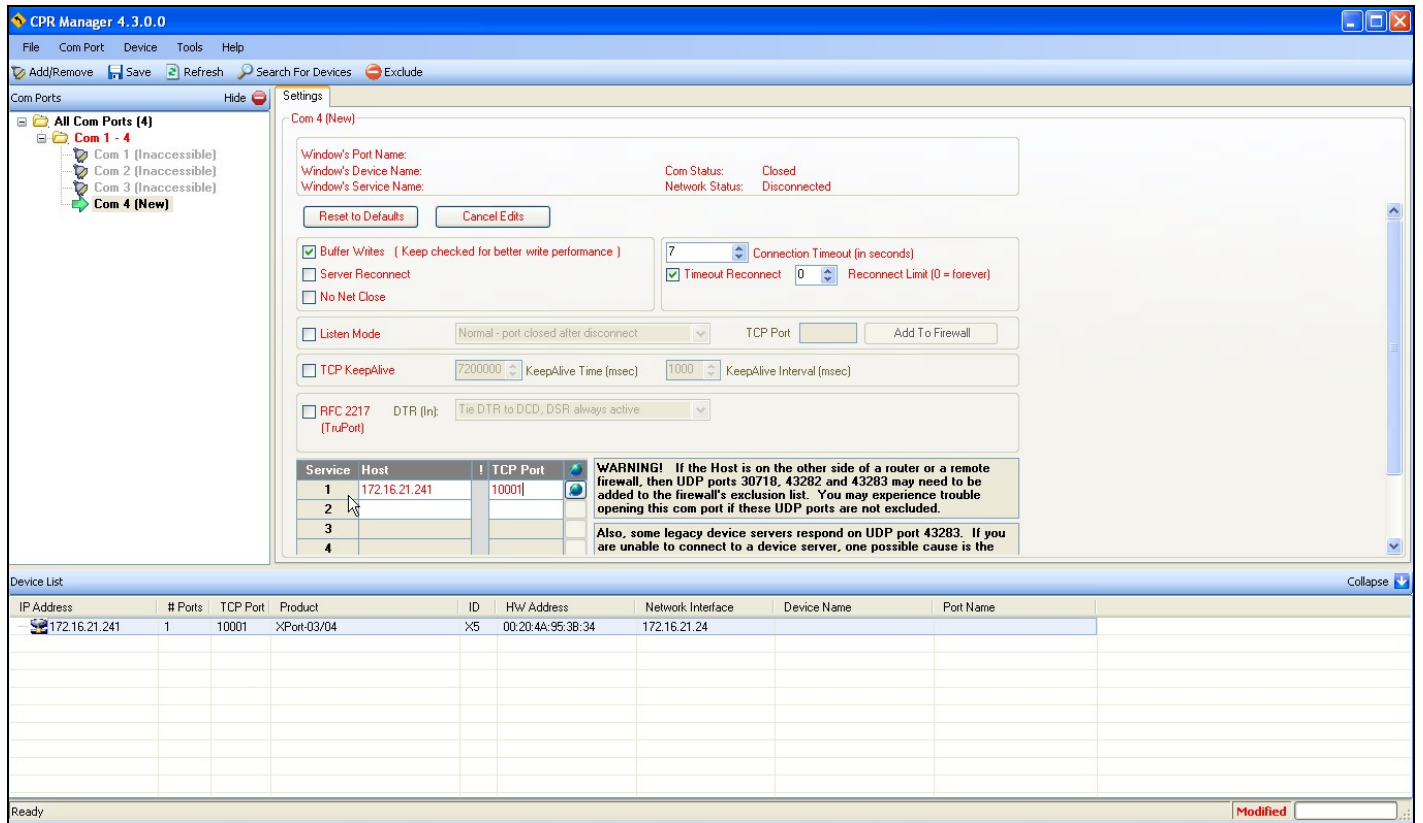 CPR Manager 4.3.0.0
File Com Port Device Tools Help
Add/Remove Save Refresh Search For Devices Exclude
Com Ports Hide
All Com Ports (4)
Com 1 - 4
Com 1 (Inaccessible)
Com 2 (Inaccessible)
Com 3 (Inaccessible)
Com 4 (New)
Settings
Com 4 (New)
Window's Port Name:
Window's Device Name: Com Status: Closed
Window's Service Name: Network Status: Disconnected
Reset to Defaults Cancel Edits
Buffer Writes ( Keep checked for better write performance )
Server Reconnect
No Net Close
7 Connection Timeout (in seconds)
Timeout Reconnect 0 Reconnect Limit (0 = forever)
Listen Mode Normal - port closed after disconnect TCP Port Add To Firewall
TCP KeepAlive 7200000 KeepAlive Time (msec) 1000 KeepAlive Interval (msec)
RFC 2217 DTR (In): Tie DTR to DCD, DSR always active
(TruPort)
Service Host ! TCP Port
1 172.16.21.241 10001
2
3
4
WARNING! If the Host is on the other side of a router or a remote
firewall, then UDP ports 30718, 43282 and 43283 may need to be
added to the firewall's exclusion list. You may experience trouble
opening this com port if these UDP ports are not excluded.
Also, some legacy device servers respond on UDP port 43283. If you
are unable to connect to a device server, one possible cause is the
Device List Collapse
IP Address # Ports TCP Port Product ID HW Address Network Interface Device Name Port Name
172.16.21.241 1 10001 XPort-03/04 X5 00:20:4A:95:3B:34 172.16.21.24
Ready Modified